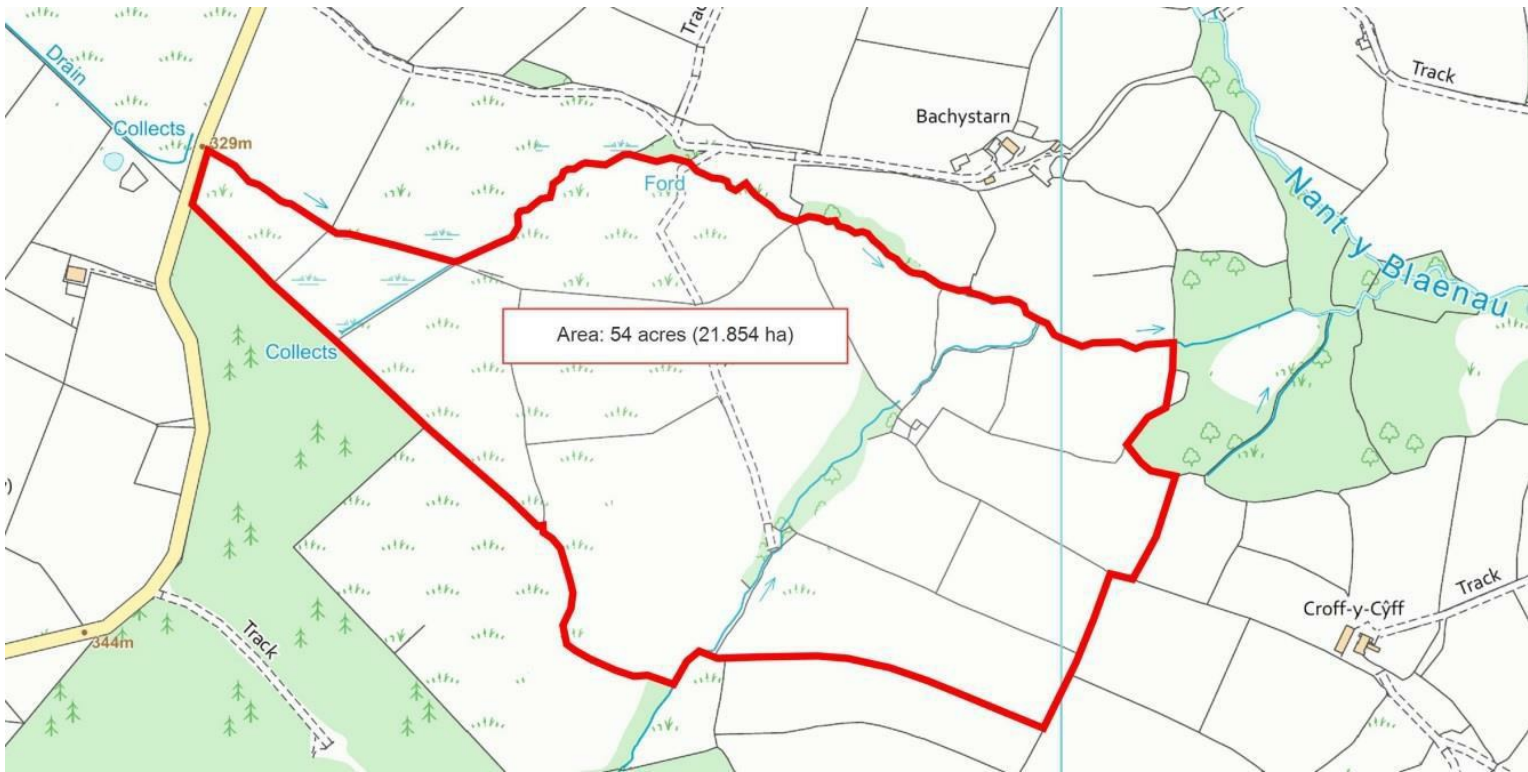 Track
Drain
Track
Collects
Bachystarn
329m
Ford
Nant y Blaenau
Area: 54 acres (21.854 ha)
Collects
Track
Croff-y-Cŷff
Track
344m
)